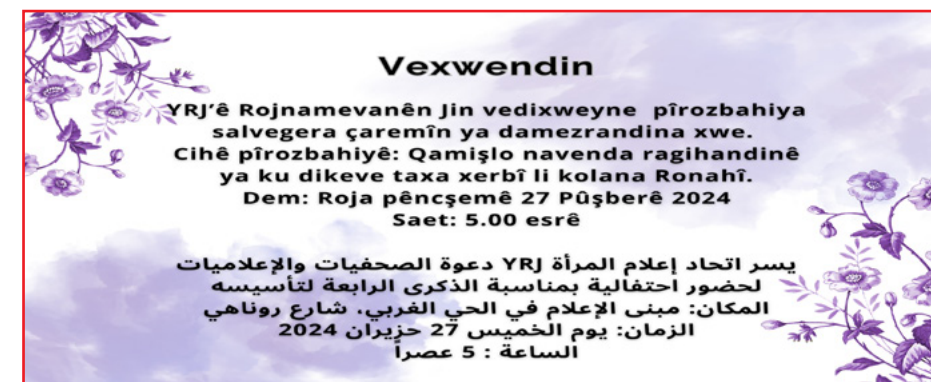 Vexwendin
YRJ'ê Rojnamevanên Jin vedixweyne pîrozbahiya
salvegera çaremîn ya damezrandina xwe.
Cihê pîrozbahiyê: Qamişlo navenda ragihandinê
ya ku dikeve taxa xerbî li kolana Ronahî.
Dem: Roja pêncşemê 27 Pûşberê 2024
Saet: 5.00 esrê
يسر اتحاد إعلام المرأة YRJ دعوة الصحفيات والإعلاميات
لحضور احتفالية بمناسبة الذكرى الرابعة لتأسيسه
المكان: مبنى الإعلام في الحي الغربي، شارع روناهي
الزمان: يوم الخميس 27 حزيران 2024
الساعة : 5 عصراً